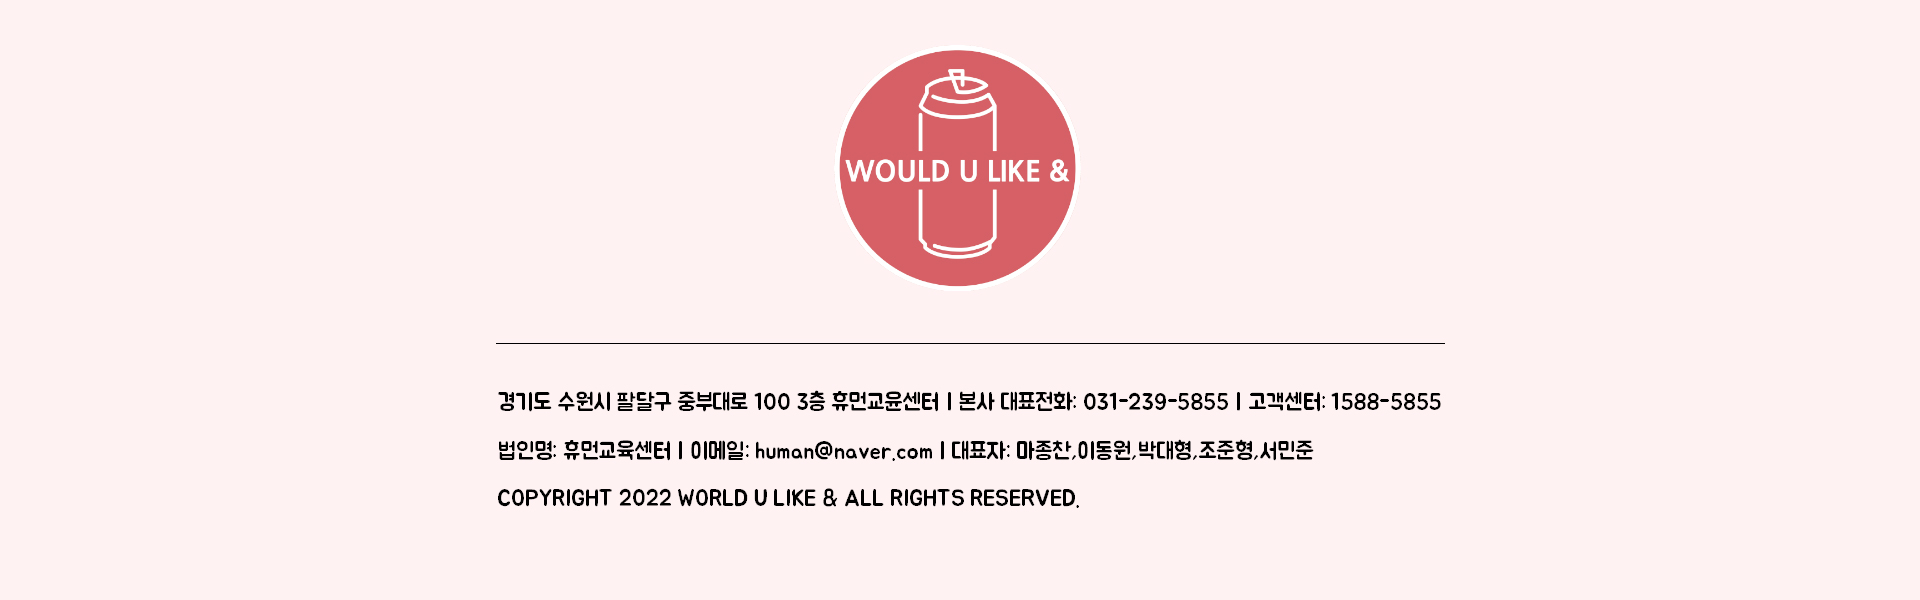 WOULD U LIKE &
경기도 수원시 팔달구 중부대로 100 3층 휴먼교윤센터 | 본사 대표전화: 031-239-5855 | 고객센터: 1588-5855
법인명: 휴먼교육센터 | 이메일: human@naver.com | 대표자: 마종찬,이동원,박대형,조준형,서민준
COPYRIGHT 2022 WORLD U LIKE & ALL RIGHTS RESERVED.